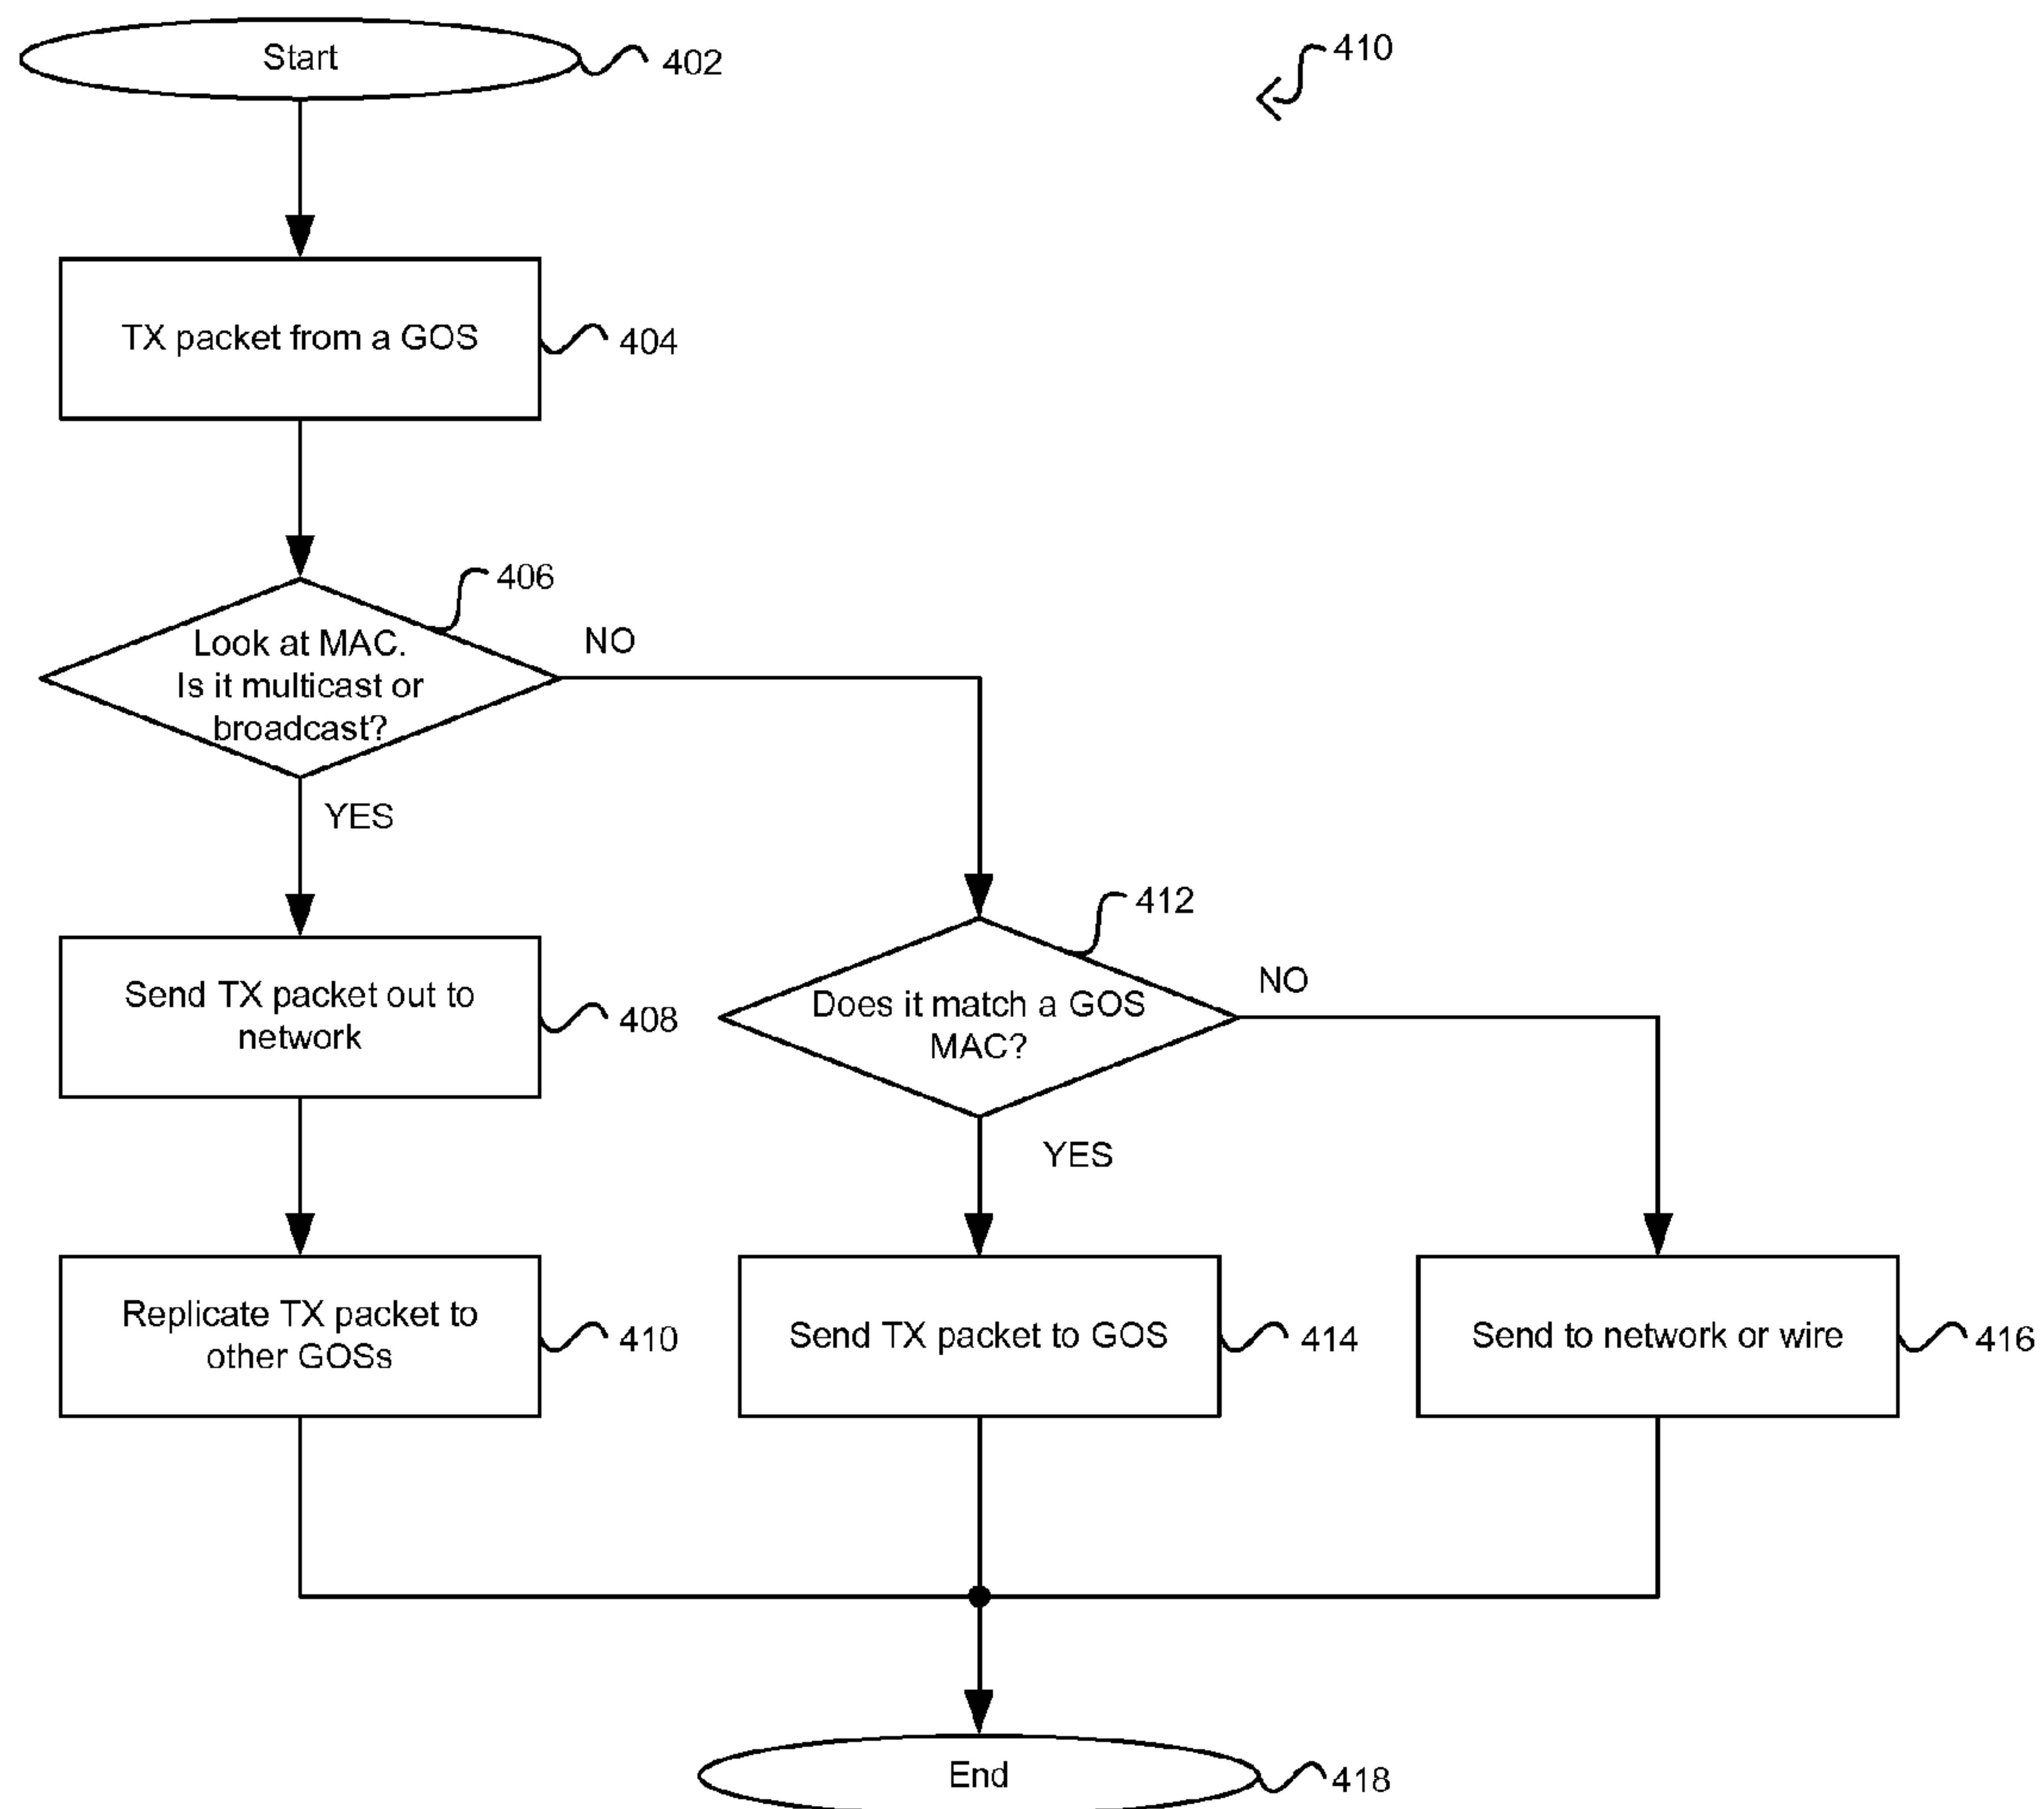 Start
402
410
TX packet from a GOS
404
406
Look at MAC.
Is it multicast or
broadcast?
NO
YES
412
Send TX packet out to
network
408
Does it match a GOS
MAC?
NO
YES
Replicate TX packet to
other GOSs
410
Send TX packet to GOS
414
Send to network or wire
416
End
418